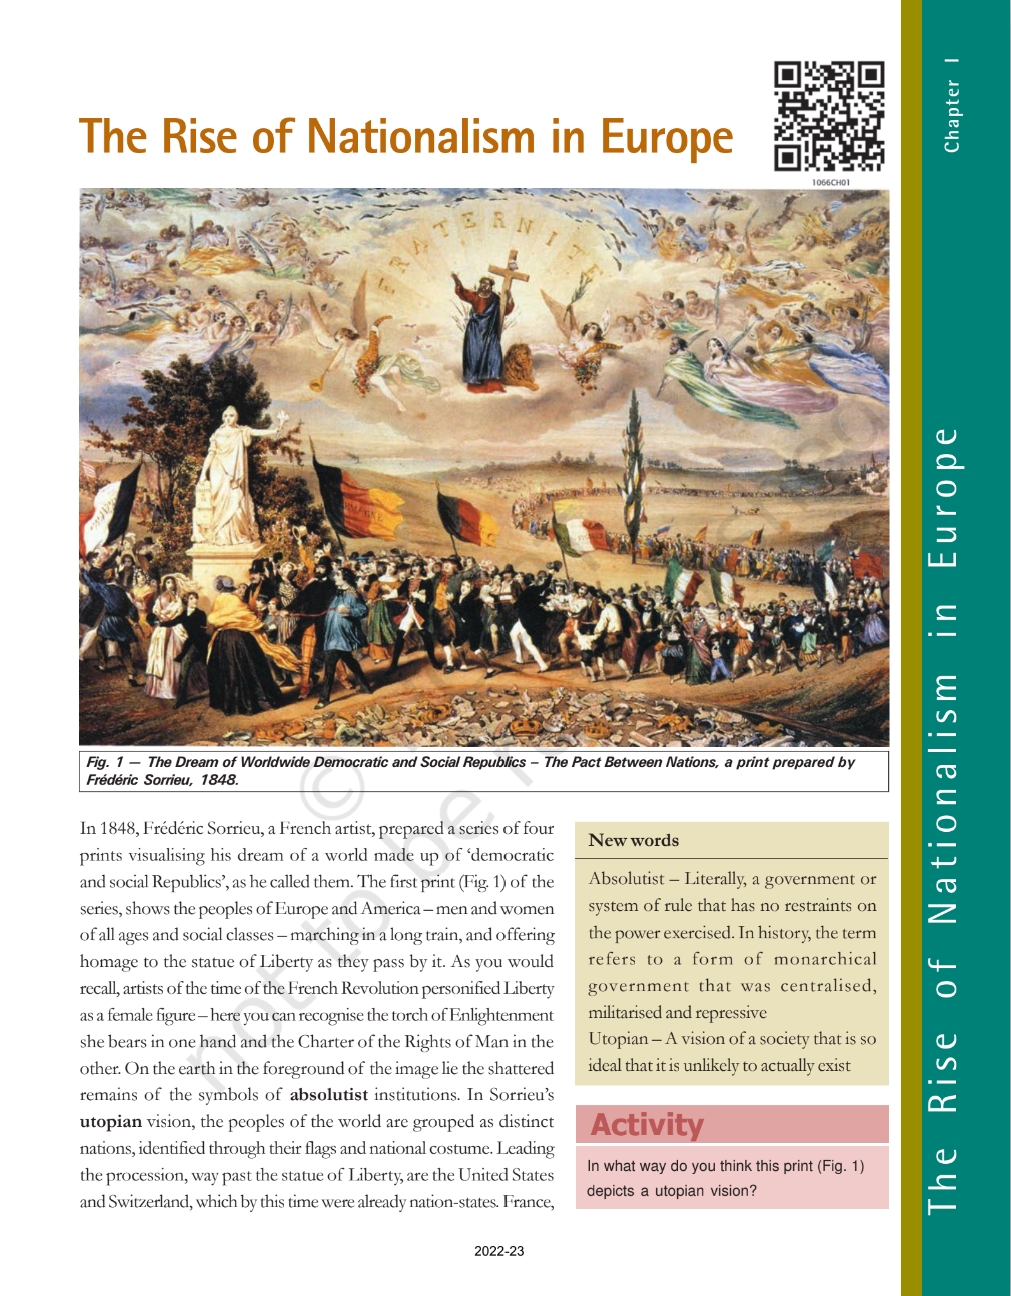 The Rise of Nationalism in Europe
1066CH01
Chapter I
FRATERNITE
Fig. 1 — The Dream of Worldwide Democratic and Social Republics – The Pact Between Nations, a print prepared by
Frédéric Sorrieu, 1848.
In 1848, Frédéric Sorrieu, a French artist, prepared a series of four
prints visualising his dream of a world made up of ‘democratic
and social Republics’, as he called them. The first print (Fig. 1) of the
series, shows the peoples of Europe and America – men and women
of all ages and social classes – marching in a long train, and offering
homage to the statue of Liberty as they pass by it. As you would
recall, artists of the time of the French Revolution personified Liberty
as a female figure – here you can recognise the torch of Enlightenment
she bears in one hand and the Charter of the Rights of Man in the
other. On the earth in the foreground of the image lie the shattered
remains of the symbols of absolutist institutions. In Sorrieu’s
utopian vision, the peoples of the world are grouped as distinct
nations, identified through their flags and national costume. Leading
the procession, way past the statue of Liberty, are the United States
and Switzerland, which by this time were already nation-states. France,
New words
Absolutist – Literally, a government or
system of rule that has no restraints on
the power exercised. In history, the term
refers to a form of monarchical
government that was centralised,
militarised and repressive
Utopian – A vision of a society that is so
ideal that it is unlikely to actually exist
Activity
In what way do you think this print (Fig. 1)
depicts a utopian vision?
The Rise of Nationalism in Europe
2022-23
© not to be